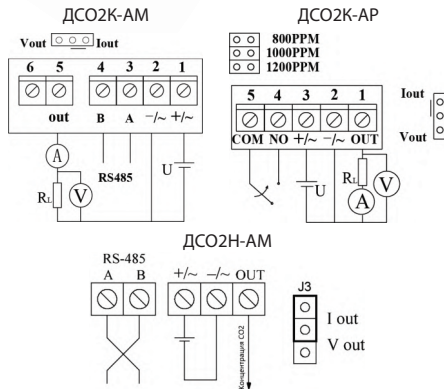 ДСО2К-АМ
ДСО2К-АР
Vout Iout
800PPM
1000PPM
1200PPM
6 5 4 3 2 1
out B A −/~ +/~
A
RS485
U
RL
V
5 4 3 2 1
COM NO +/~ −/~ OUT
Iout
Vout
U
RL
V
A
ДСО2Н-АМ
RS-485
A B +/~ −/~ OUT
J3
I out
V out
Концентрация CO2